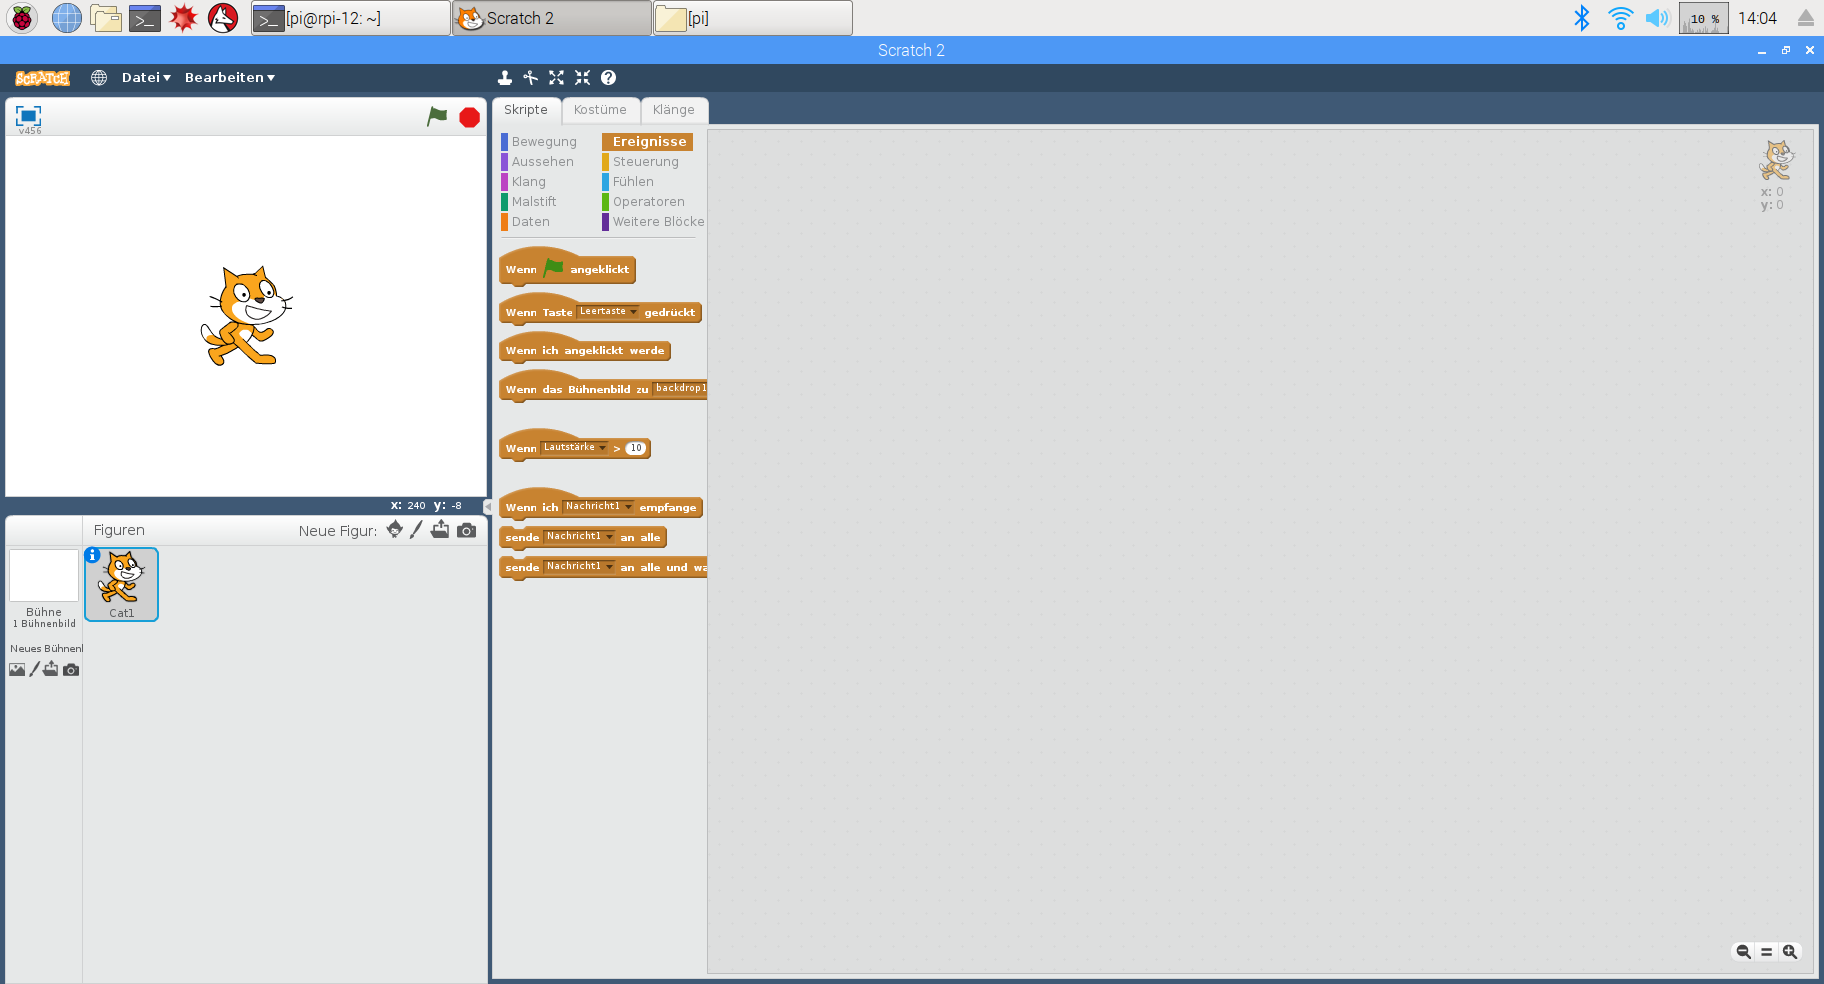 [pi@rpi-12: ~]
Scratch 2
[pi]
10 %
14:04
Scratch 2
SCRATCH
Datei
Bearbeiten
v456
Skripte
Kostüme
Klänge
Bewegung
Ereignisse
Aussehen
Steuerung
Klang
Fühlen
Malstift
Operatoren
Daten
Weitere Blöcke
x: 0
y: 0
Wenn angeklickt
Wenn Taste Leertaste gedrückt
Wenn ich angeklickt werde
Wenn das Bühnenbild zu backdrop1
Wenn Lautstärke > 10
Wenn ich Nachricht1 empfange
sende Nachricht1 an alle
sende Nachricht1 an alle und wa
x: 240 y: -8
Figuren
Neue Figur:
Cat1
Bühne
1 Bühnenbild
Neues Bühnenl